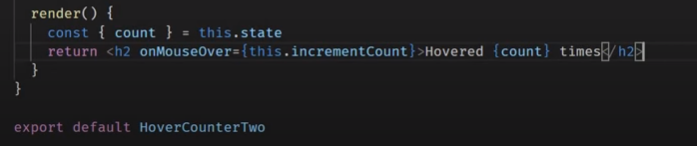 render() {
const { count } = this.state
return <h2 onMouseOver={this.incrementCount}>Hovered {count} times</h2>
}
}
export default HoverCounterTwo